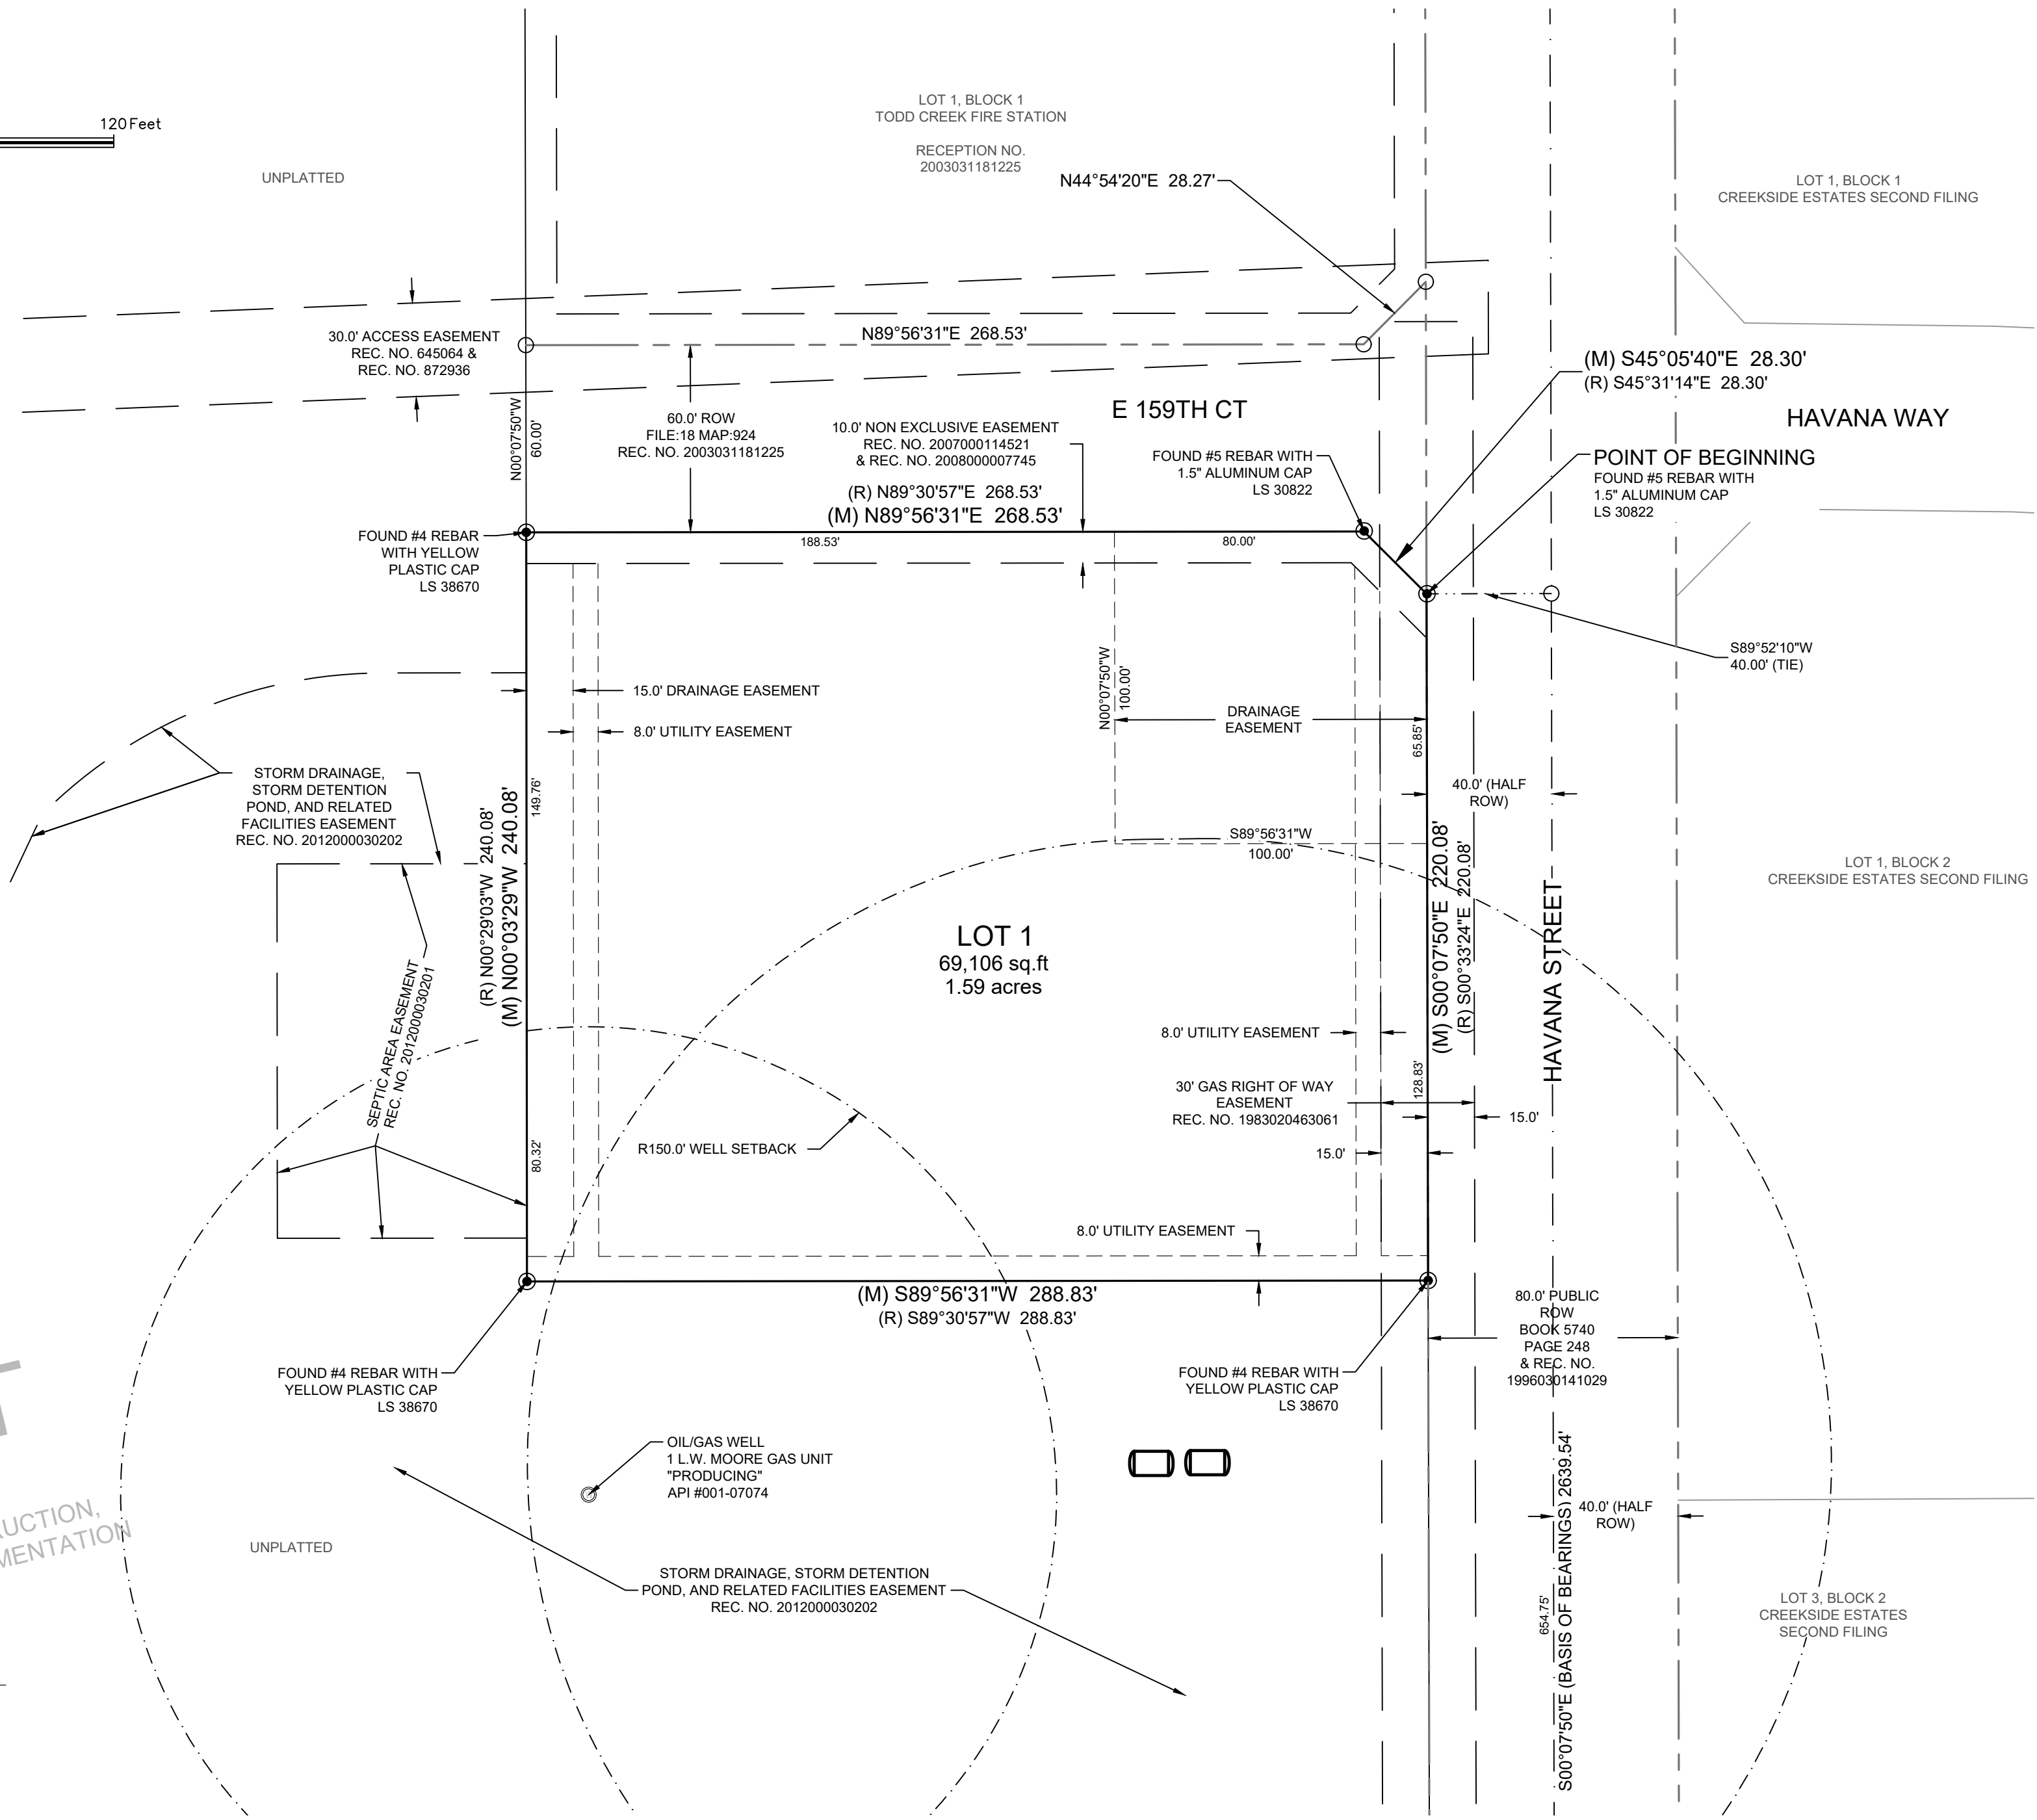 120 Feet
UNPLATTED
LOT 1, BLOCK 1
TODD CREEK FIRE STATION
RECEPTION NO.
2003031181225
N44°54'20"E 28.27'
LOT 1, BLOCK 1
CREEKSIDE ESTATES SECOND FILING
30.0' ACCESS EASEMENT
REC. NO. 645064 &
REC. NO. 872936
N89°56'31"E 268.53'
(M) S45°05'40"E 28.30'
(R) S45°31'14"E 28.30'
N00°07'50"W
60.00'
60.0' ROW
FILE:18 MAP:924
REC. NO. 2003031181225
E 159TH CT
HAVANA WAY
10.0' NON EXCLUSIVE EASEMENT
REC. NO. 2007000114521
& REC. NO. 2008000007745
FOUND #5 REBAR WITH
1.5" ALUMINUM CAP
LS 30822
POINT OF BEGINNING
FOUND #5 REBAR WITH
1.5" ALUMINUM CAP
LS 30822
(R) N89°30'57"E 268.53'
(M) N89°56'31"E 268.53'
188.53'
80.00'
FOUND #4 REBAR
WITH YELLOW
PLASTIC CAP
LS 38670
S89°52'10"W
40.00' (TIE)
15.0' DRAINAGE EASEMENT
8.0' UTILITY EASEMENT
N00°07'50"W
100.00'
DRAINAGE
EASEMENT
65.85'
40.0' (HALF
ROW)
STORM DRAINAGE,
STORM DETENTION
POND, AND RELATED
FACILITIES EASEMENT
REC. NO. 2012000030202
149.76'
(R) N00°29'03"W 240.08'
(M) N00°03'29"W 240.08'
S89°56'31"W
100.00'
(M) S00°07'50"E 220.08'
(R) S00°33'24"E 220.08'
HAVANA STREET
LOT 1, BLOCK 2
CREEKSIDE ESTATES SECOND FILING
LOT 1
69,106 sq.ft
1.59 acres
SEPTIC AREA EASEMENT
REC. NO. 2012000030201
8.0' UTILITY EASEMENT
30' GAS RIGHT OF WAY
EASEMENT
REC. NO. 1983020463061
128.83'
15.0'
15.0'
R150.0' WELL SETBACK
80.32'
8.0' UTILITY EASEMENT
(M) S89°56'31"W 288.83'
(R) S89°30'57"W 288.83'
80.0' PUBLIC
ROW
BOOK 5740
PAGE 248
& REC. NO.
1996030141029
FOUND #4 REBAR WITH
YELLOW PLASTIC CAP
LS 38670
FOUND #4 REBAR WITH
YELLOW PLASTIC CAP
LS 38670
OIL/GAS WELL
1 L.W. MOORE GAS UNIT
"PRODUCING"
API #001-07074
40.0' (HALF
ROW)
UNPLATTED
STORM DRAINAGE, STORM DETENTION
POND, AND RELATED FACILITIES EASEMENT
REC. NO. 2012000030202
654.75'
S00°07'50"E (BASIS OF BEARINGS) 2639.54'
LOT 3, BLOCK 2
CREEKSIDE ESTATES
SECOND FILING